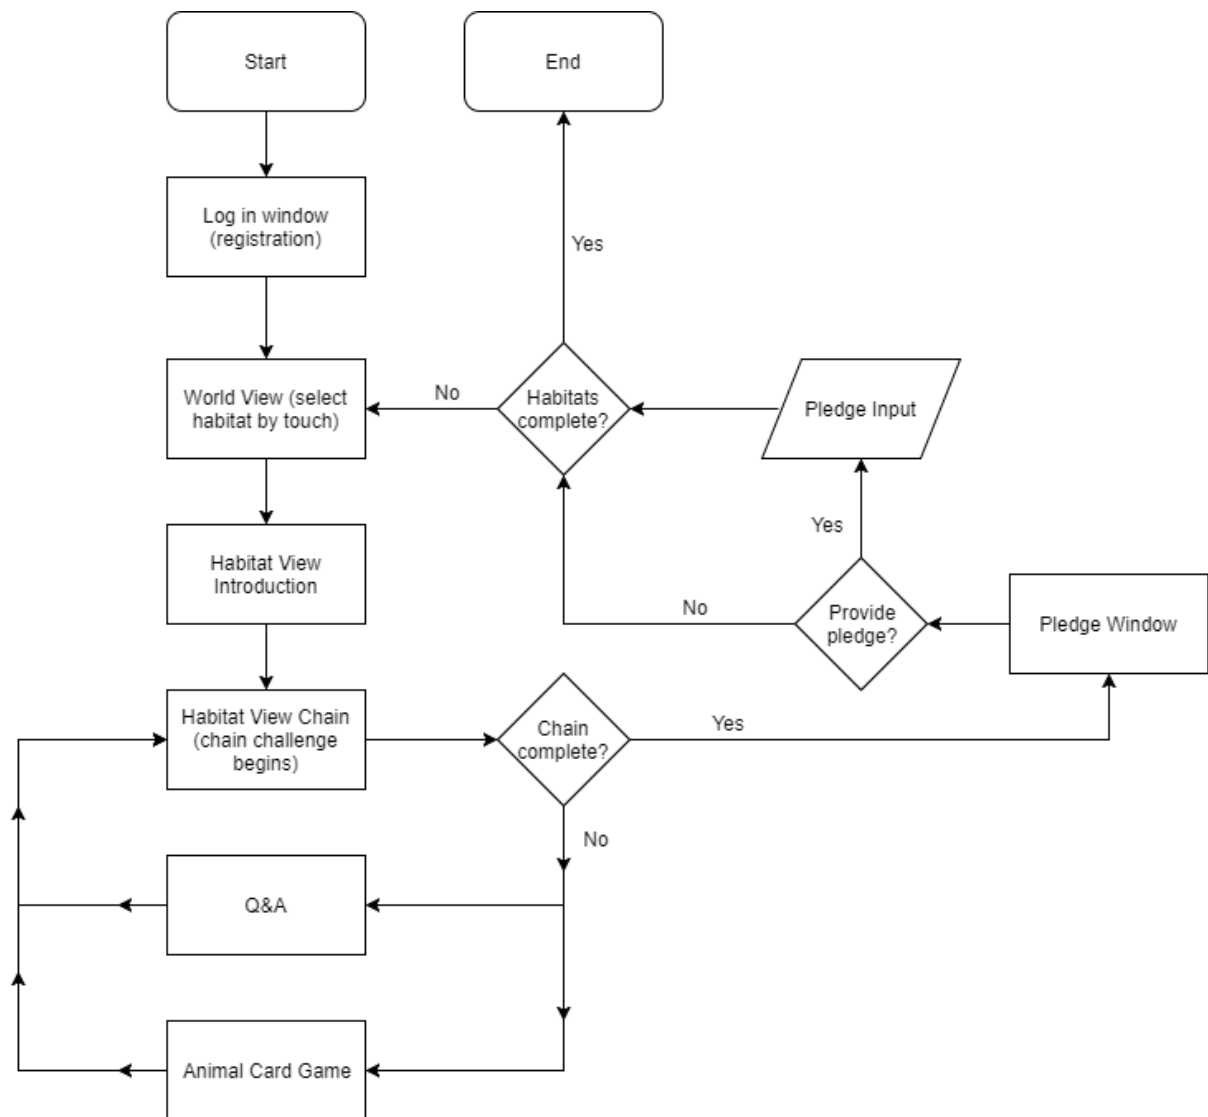 Start
End
Log in window
(registration)
Yes
World View (select
habitat by touch)
No
Habitats
complete?
Pledge Input
Yes
Habitat View
Introduction
No
Provide
pledge?
Pledge Window
Habitat View Chain
(chain challenge
begins)
Chain
complete?
Yes
No
Q&A
Animal Card Game